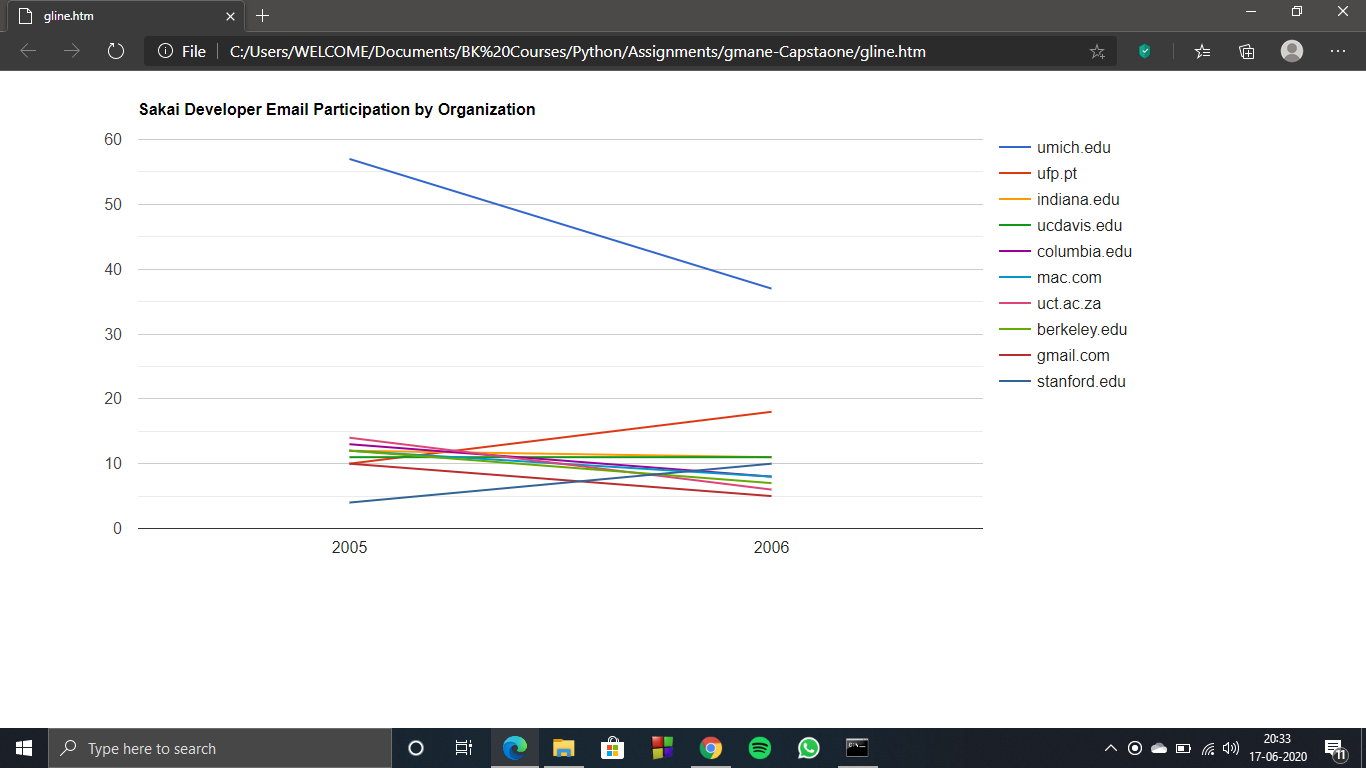 gline.htm
File
C:/Users/WELCOME/Documents/BK%20Courses/Python/Assignments/gmane-Capstaone/gline.htm
Sakai Developer Email Participation by Organization
60
50
40
30
20
10
0
2005
2006
umich.edu
ufp.pt
indiana.edu
ucdavis.edu
columbia.edu
mac.com
uct.ac.za
berkeley.edu
gmail.com
stanford.edu
Type here to search
20:33
17-06-2020
11